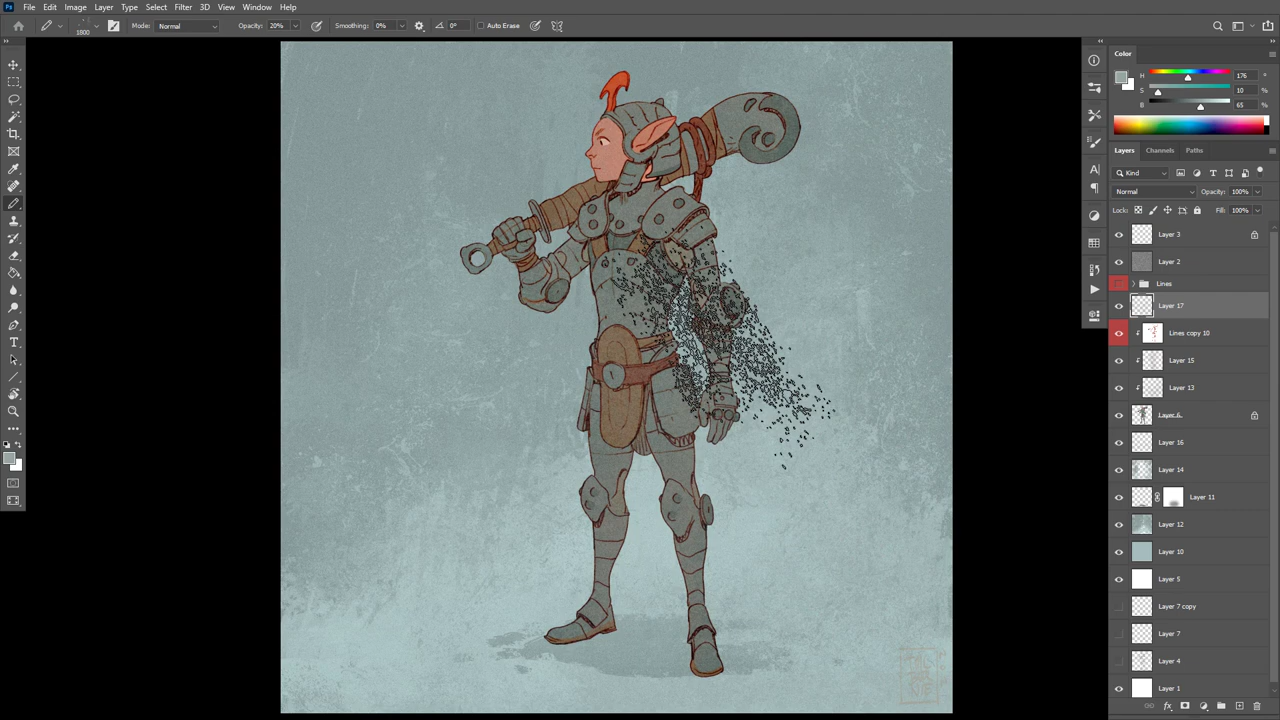 Ps File Edit Image Layer Type Select Filter 3D View Window Help
1800 Mode: Normal Opacity: 20% Smoothing: 0% 0° Auto Erase
Color
H 176 °
S 10 %
B 65 %
Layers Channels Paths
Kind
Normal Opacity: 100%
Lock: Fill: 100%
Layer 3
Layer 2
Lines
Layer 17
Lines copy 10
Layer 15
Layer 13
Layer 6
Layer 16
Layer 14
Layer 11
Layer 12
Layer 10
Layer 5
Layer 7 copy
Layer 7
Layer 4
Layer 1